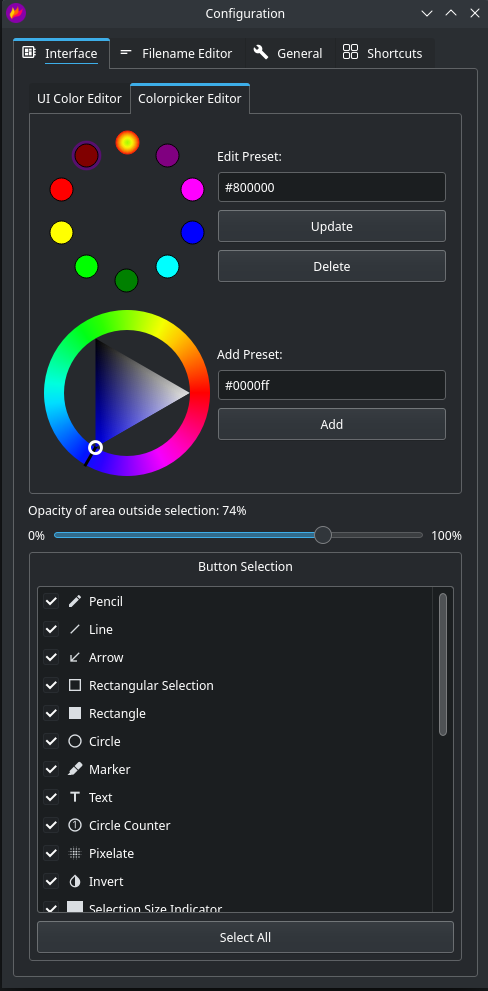 Configuration
Interface Filename Editor General Shortcuts
UI Color Editor Colorpicker Editor
Edit Preset:
#800000
Update
Delete
Add Preset:
#0000ff
Add
Opacity of area outside selection: 74%
0% 100%
Button Selection
Pencil
Line
Arrow
Rectangular Selection
Rectangle
Circle
Marker
T Text
1 Circle Counter
Pixelate
Invert
Selection Size Indicator
Select All